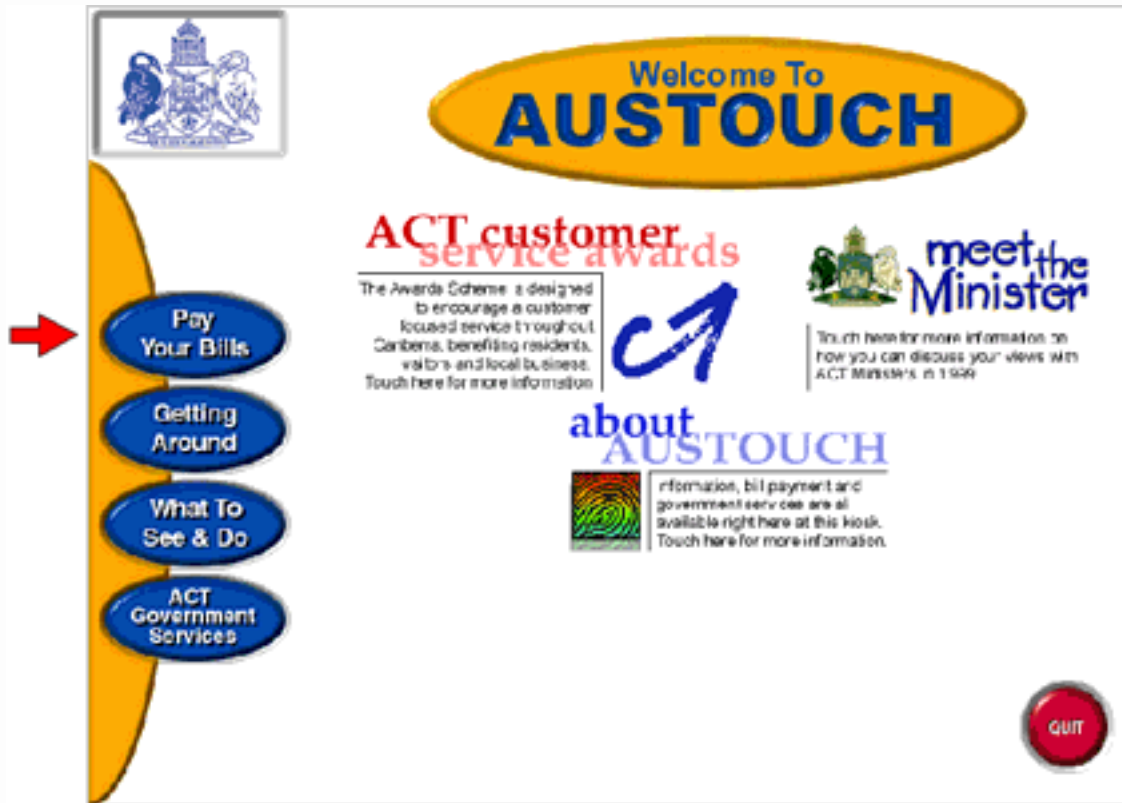 Welcome To
AUSTOUCH
ACT customer
service awards
The Awards Scheme is designed
to encourage a customer
focused service throughout
Canberra, benefiting residents,
visitors and local business.
Touch here for more information
meet the
Minister
Touch here for more information on
how you can discuss your views with
ACT Ministers in 1999
about
AUSTOUCH
Information, bill payment and
government services are all
available right here at this kiosk.
Touch here for more information.
Pay
Your Bills
Getting
Around
What To
See & Do
ACT
Government
Services
QUIT